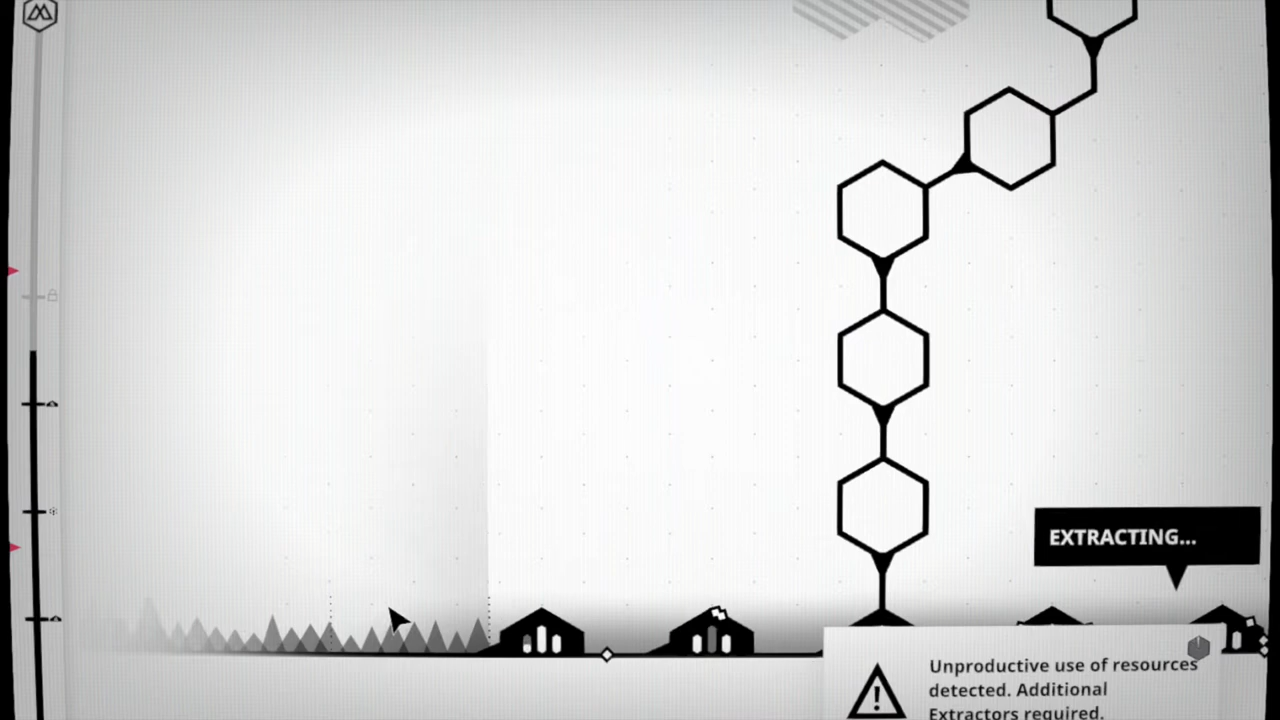 EXTRACTING...
Unproductive use of resources
detected. Additional
Extractors required.